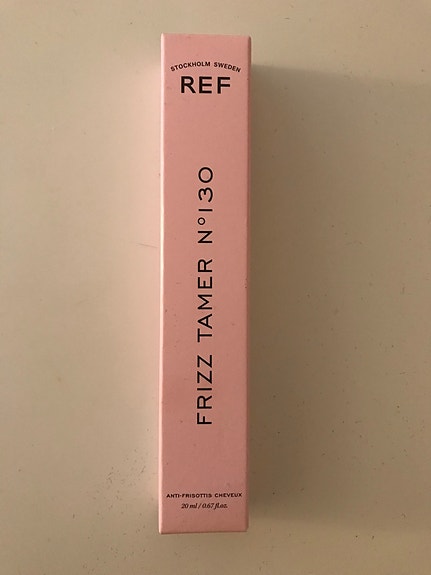 STOCKHOLM SWEDEN
REF
FRIZZ TAMER N°130
ANTI-FRISOTTIS CHEVEUX
20 ml / 0.67 fl.oz.